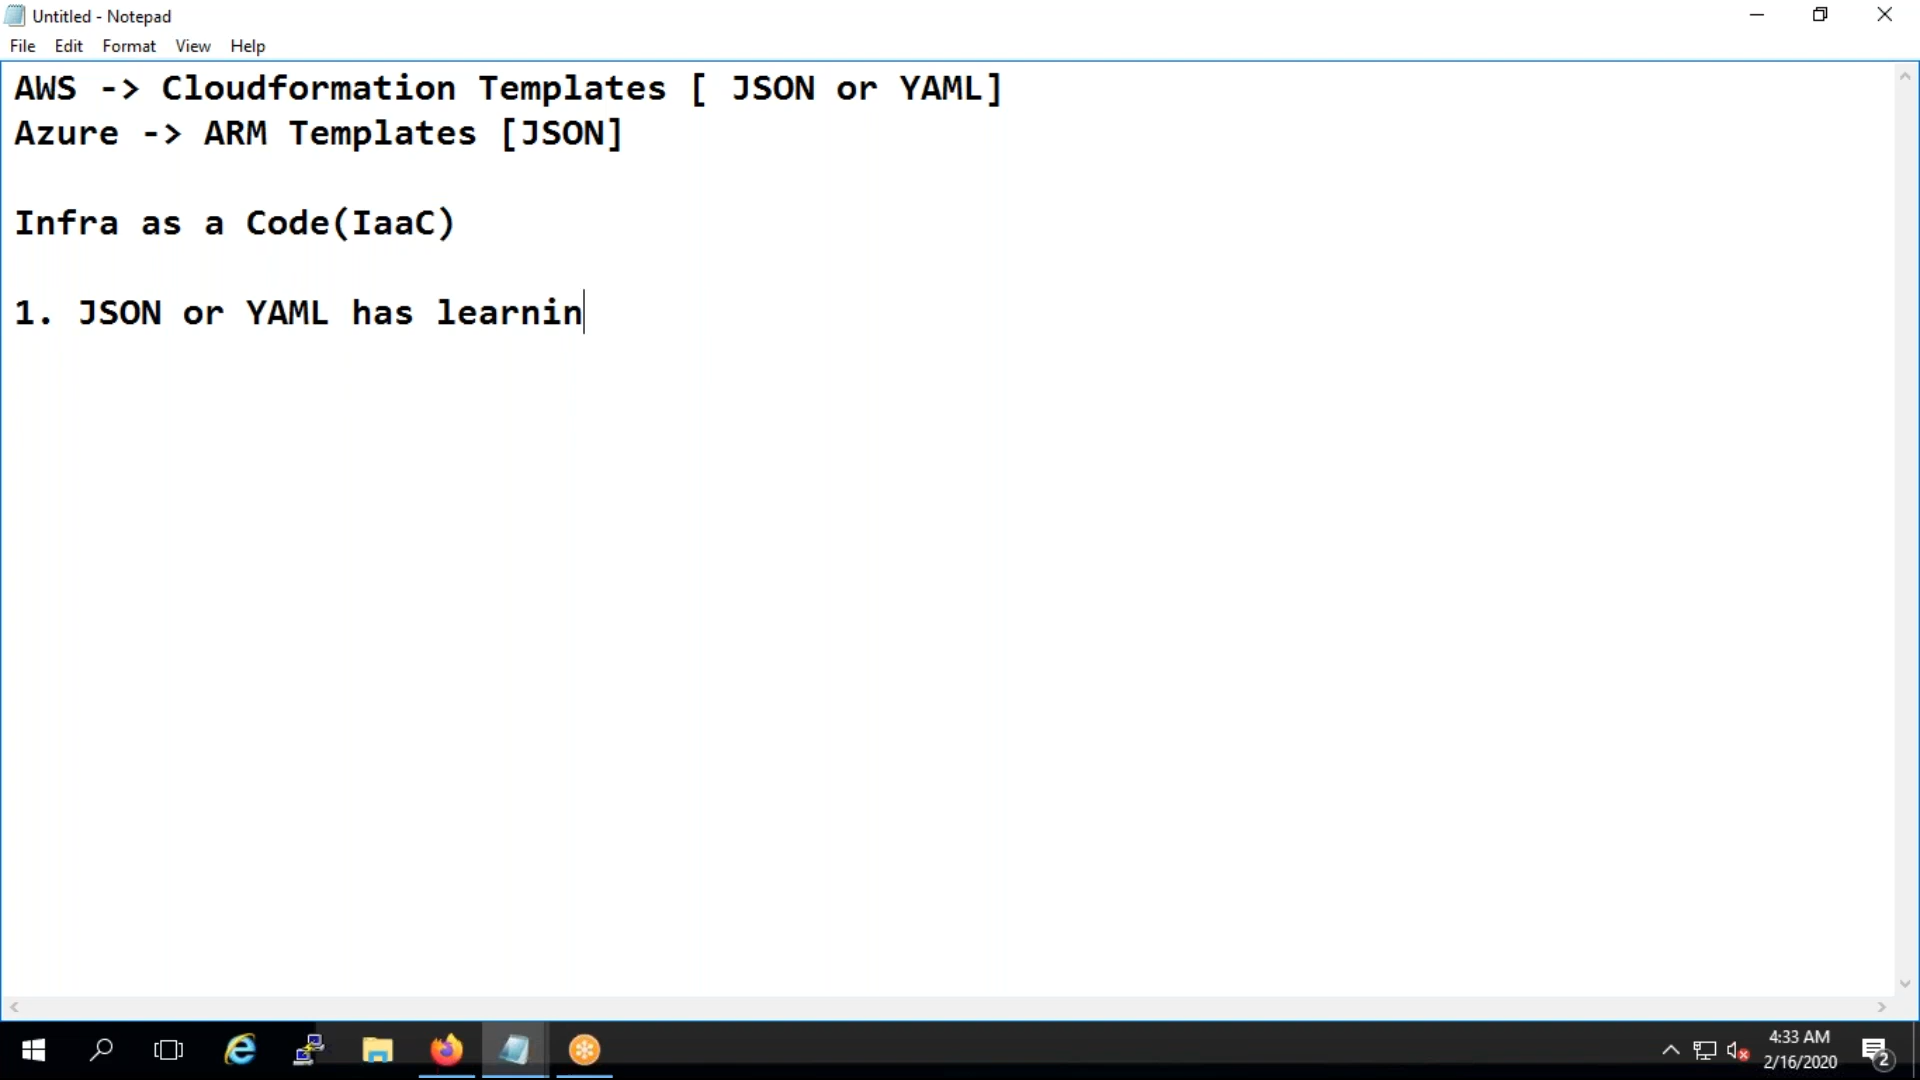 Untitled - Notepad
File Edit Format View Help
AWS -> Cloudformation Templates [ JSON or YAML]
Azure -> ARM Templates [JSON]
Infra as a Code(IaaC)
1. JSON or YAML has learnin
4:33 AM
2/16/2020
2